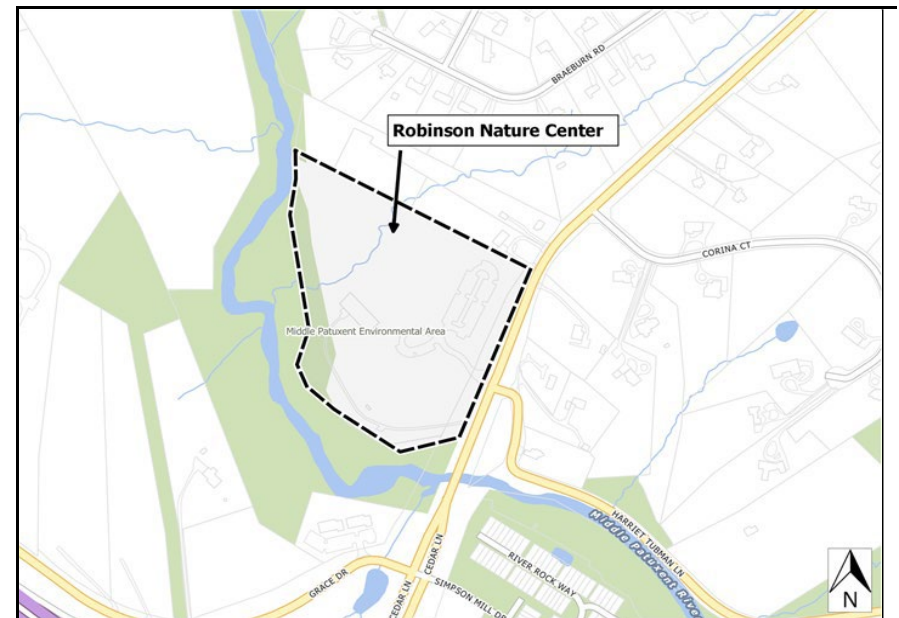 BRAEBURN RD
Robinson Nature Center
CORINA CT
Middle Patuxent Environmental Area
HARRIET TUBMAN LN
Middle Patuxent River
CEDAR LN
GRACE DR
RIVER ROCK WAY
CEDAR LN
SIMPSON MILL DR
N